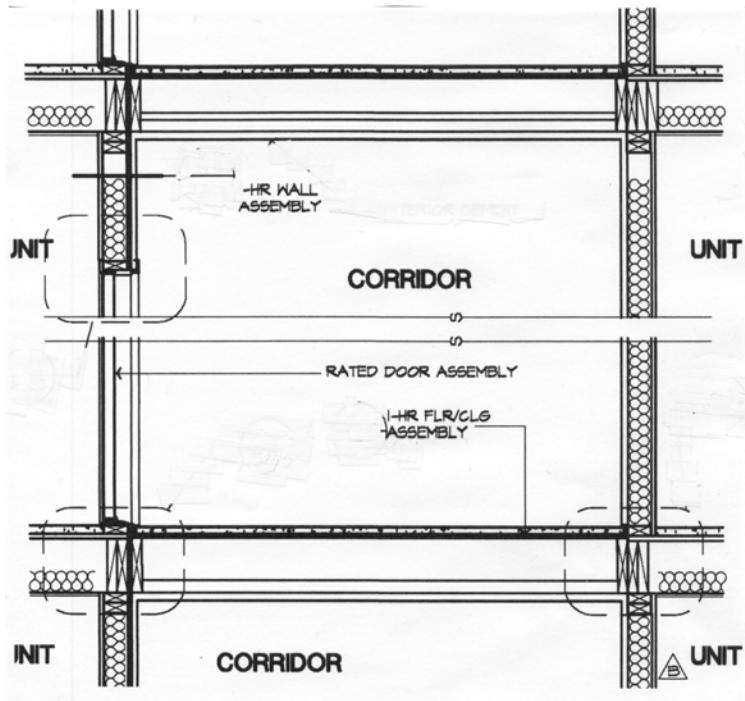 -HR WALL
ASSEMBLY
UNIT
CORRIDOR
UNIT
S
S
RATED DOOR ASSEMBLY
1-HR FLR/CLG
ASSEMBLY
UNIT
CORRIDOR
B
UNIT